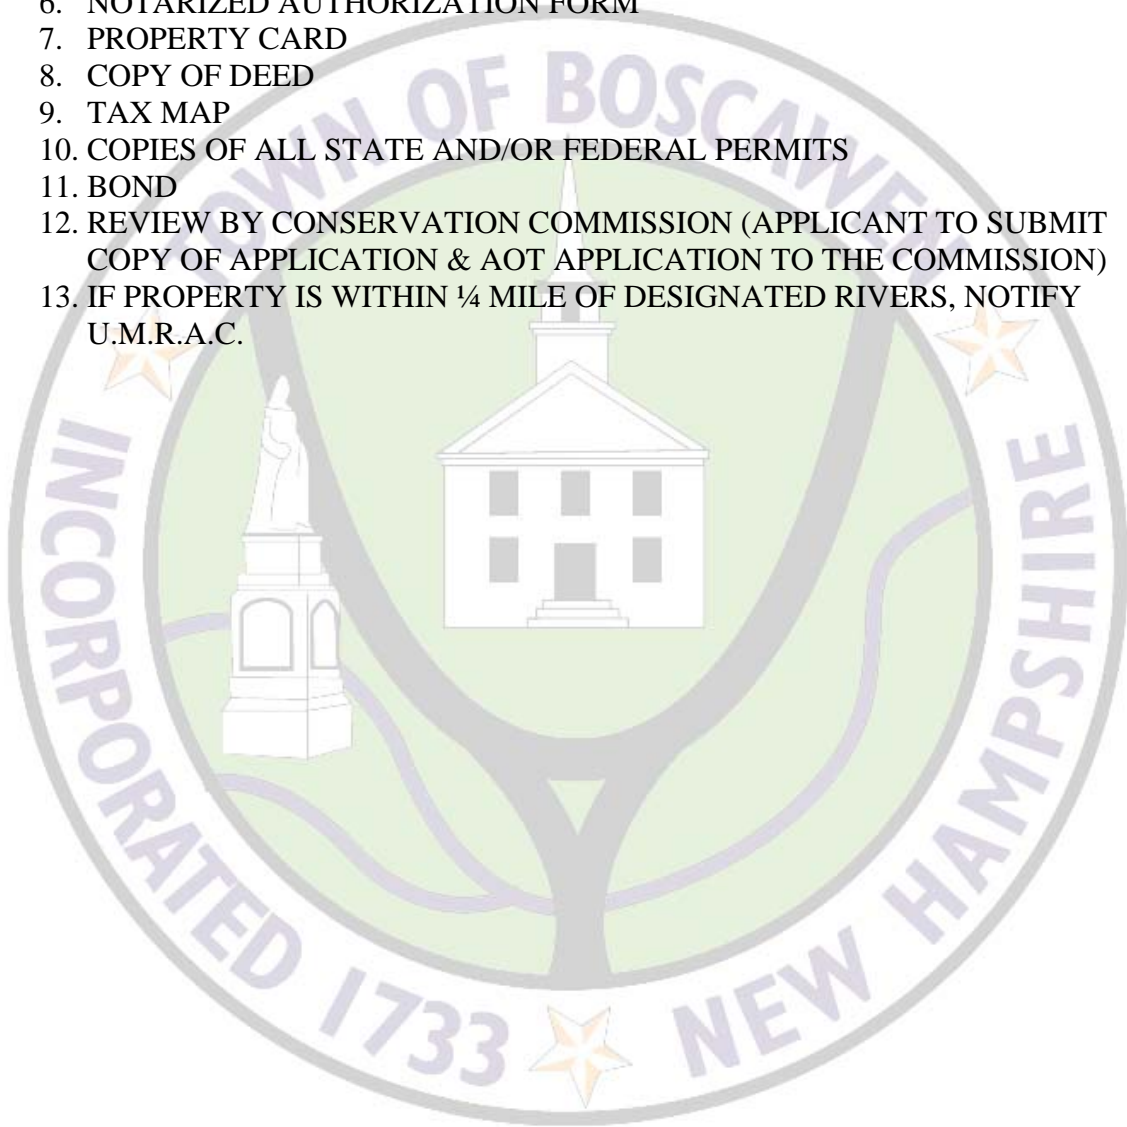 6. NOTARIZED AUTHORIZATION FORM
7. PROPERTY CARD
8. COPY OF DEED
9. TAX MAP
10. COPIES OF ALL STATE AND/OR FEDERAL PERMITS
11. BOND
12. REVIEW BY CONSERVATION COMMISSION (APPLICANT TO SUBMIT
COPY OF APPLICATION & AOT APPLICATION TO THE COMMISSION)
13. IF PROPERTY IS WITHIN ¼ MILE OF DESIGNATED RIVERS, NOTIFY
U.M.R.A.C.
TOWN OF BOSCAWEN
INCORPORATED 1733
NEW HAMPSHIRE